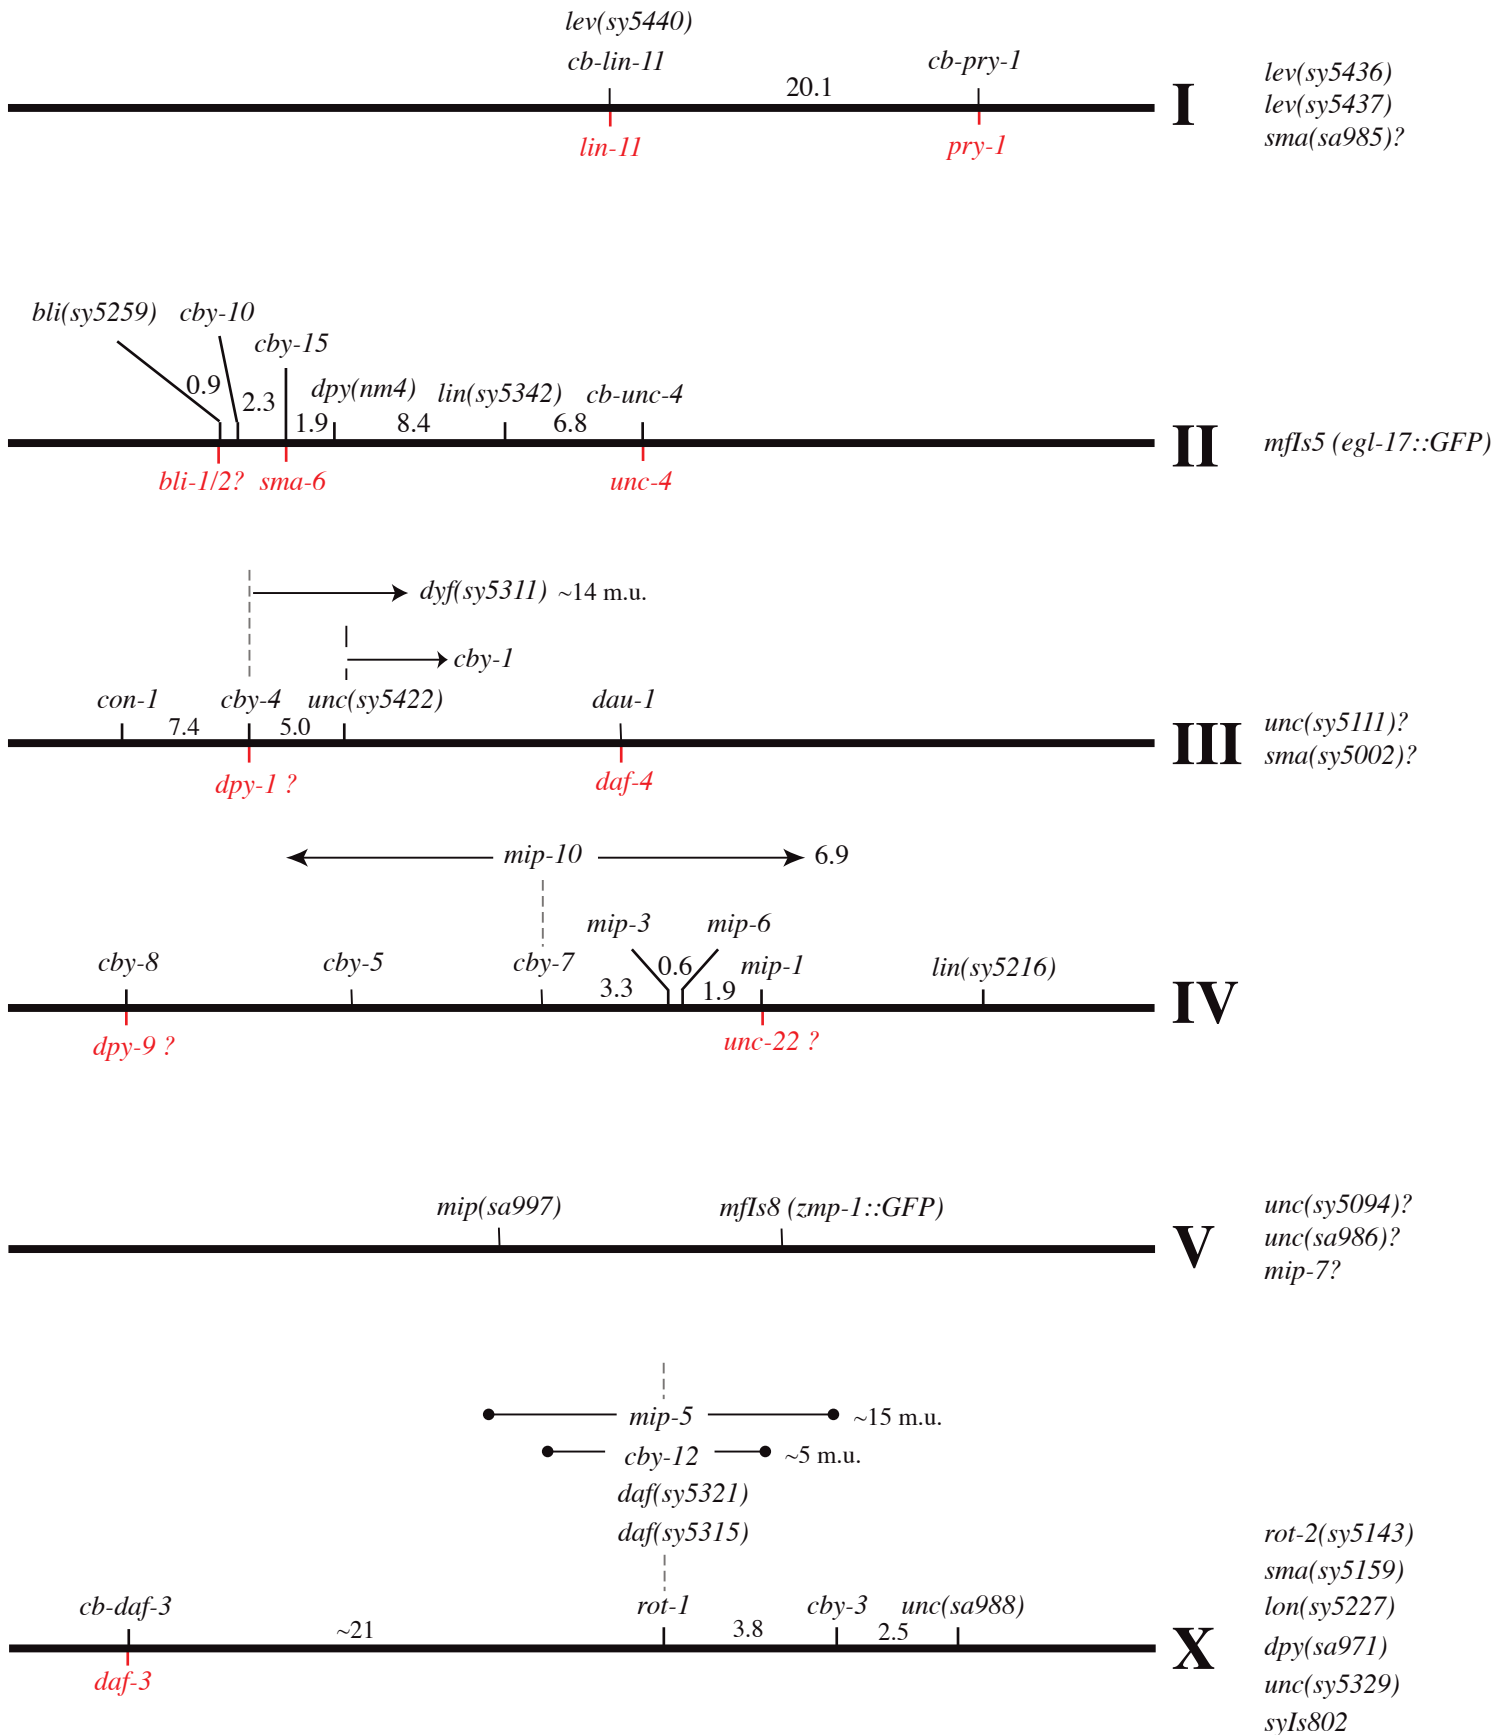 lev(sy5440)
cb-lin-11
cb-pry-1
20.1
lin-11
pry-1
I
lev(sy5436)
lev(sy5437)
sma(sa985)?
bli(sy5259)
cby-10
cby-15
0.9
2.3
1.9
dpy(nm4)
8.4
lin(sy5342)
6.8
cb-unc-4
bli-1/2?
sma-6
unc-4
II
mfIs5 (egl-17::GFP)
dyf(sy5311) ~14 m.u.
cby-1
con-1
7.4
cby-4
5.0
unc(sy5422)
dau-1
dpy-1 ?
daf-4
III
unc(sy5111)?
sma(sy5002)?
mip-10
6.9
mip-3
mip-6
cby-8
cby-5
cby-7
3.3
0.6
1.9
mip-1
lin(sy5216)
dpy-9 ?
unc-22 ?
IV
mip(sa997)
mfIs8 (zmp-1::GFP)
V
unc(sy5094)?
unc(sa986)?
mip-7?
mip-5
~15 m.u.
cby-12
~5 m.u.
daf(sy5321)
daf(sy5315)
cb-daf-3
~21
rot-1
3.8
cby-3
2.5
unc(sa988)
daf-3
X
rot-2(sy5143)
sma(sy5159)
lon(sy5227)
dpy(sa971)
unc(sy5329)
syIs802